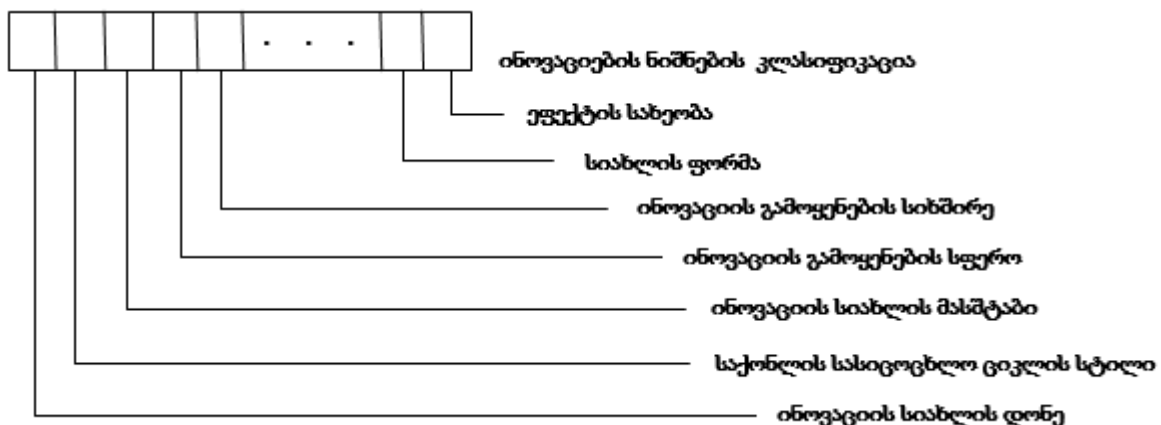 . . .
ინოვაციების ნიშნების კლასიფიკაცია
ეფექტის სახეობა
სიახლის ფორმა
ინოვაციის გამოყენების სიხშირე
ინოვაციის გამოყენების სფერო
ინოვაციის სიახლის მასშტაბი
საქონლის სასიცოცხლო ციკლის სტილი
ინოვაციის სიახლის დონე